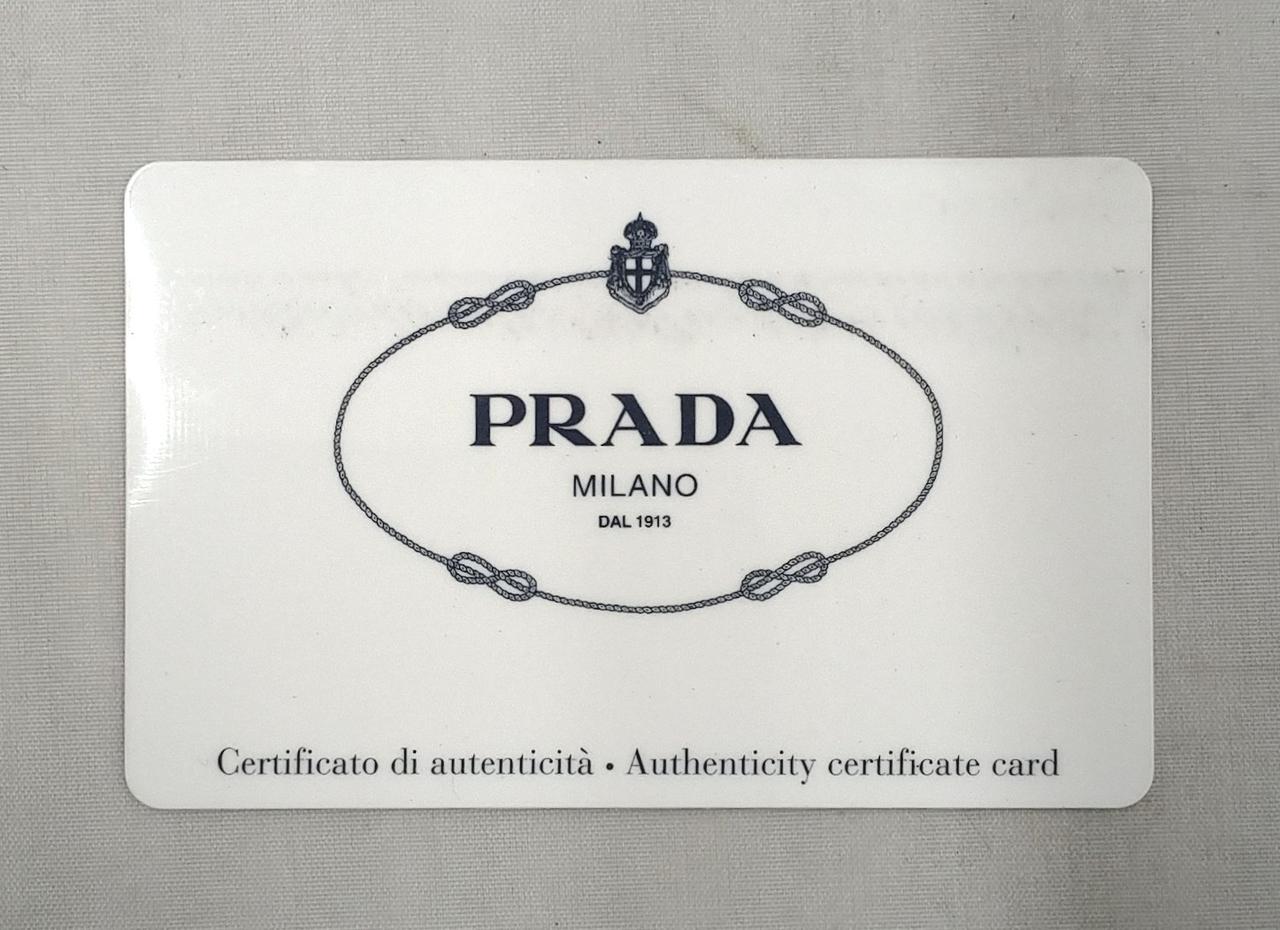 PRADA
MILANO
DAL 1913
Certificato di autenticità • Authenticity certificate card